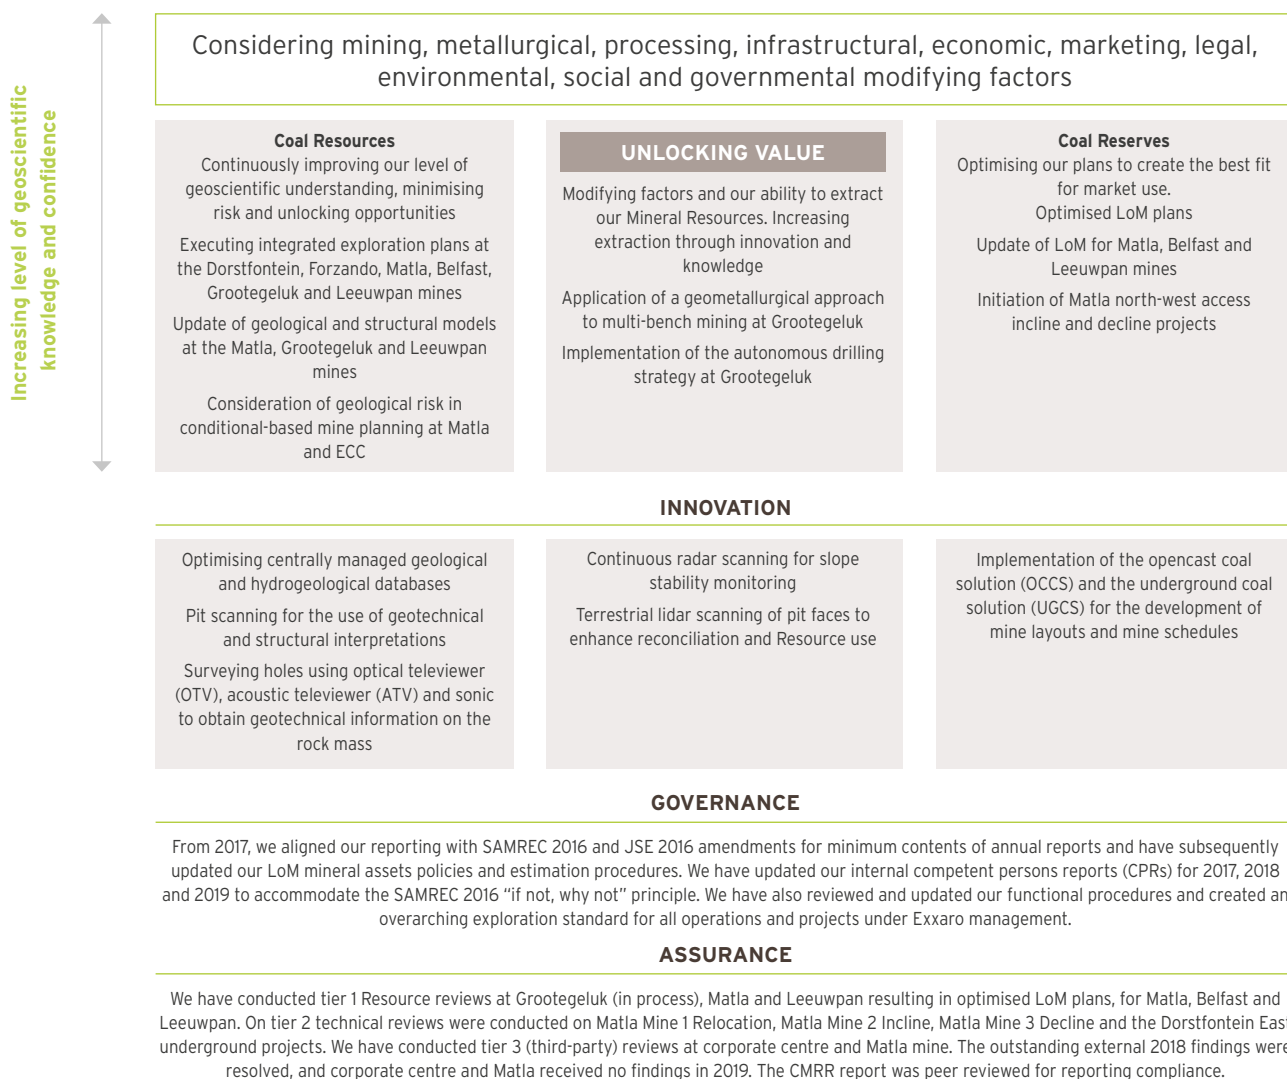 Increasing level of geoscientific
knowledge and confidence
Considering mining, metallurgical, processing, infrastructural, economic, marketing, legal,
environmental, social and governmental modifying factors
Coal Resources
Continuously improving our level of
geoscientific understanding, minimising
risk and unlocking opportunities
Executing integrated exploration plans at
the Dorstfontein, Forzando, Matla, Belfast,
Grootegeluk and Leeuwpan mines
Update of geological and structural models
at the Matla, Grootegeluk and Leeuwpan
mines
Consideration of geological risk in
conditional-based mine planning at Matla
and ECC
UNLOCKING VALUE
Modifying factors and our ability to extract
our Mineral Resources. Increasing
extraction through innovation and
knowledge
Application of a geometallurgical approach
to multi-bench mining at Grootegeluk
Implementation of the autonomous drilling
strategy at Grootegeluk
Coal Reserves
Optimising our plans to create the best fit
for market use.
Optimised LoM plans
Update of LoM for Matla, Belfast and
Leeuwpan mines
Initiation of Matla north-west access
incline and decline projects
INNOVATION
Optimising centrally managed geological
and hydrogeological databases
Pit scanning for the use of geotechnical
and structural interpretations
Surveying holes using optical televiewer
(OTV), acoustic televiewer (ATV) and sonic
to obtain geotechnical information on the
rock mass
Continuous radar scanning for slope
stability monitoring
Terrestrial lidar scanning of pit faces to
enhance reconciliation and Resource use
Implementation of the opencast coal
solution (OCCS) and the underground coal
solution (UGCS) for the development of
mine layouts and mine schedules
GOVERNANCE
From 2017, we aligned our reporting with SAMREC 2016 and JSE 2016 amendments for minimum contents of annual reports and have subsequently
updated our LoM mineral assets policies and estimation procedures. We have updated our internal competent persons reports (CPRs) for 2017, 2018
and 2019 to accommodate the SAMREC 2016 “if not, why not” principle. We have also reviewed and updated our functional procedures and created an
overarching exploration standard for all operations and projects under Exxaro management.
ASSURANCE
We have conducted tier 1 Resource reviews at Grootegeluk (in process), Matla and Leeuwpan resulting in optimised LoM plans, for Matla, Belfast and
Leeuwpan. On tier 2 technical reviews were conducted on Matla Mine 1 Relocation, Matla Mine 2 Incline, Matla Mine 3 Decline and the Dorstfontein East
underground projects. We have conducted tier 3 (third-party) reviews at corporate centre and Matla mine. The outstanding external 2018 findings were
resolved, and corporate centre and Matla received no findings in 2019. The CMRR report was peer reviewed for reporting compliance.